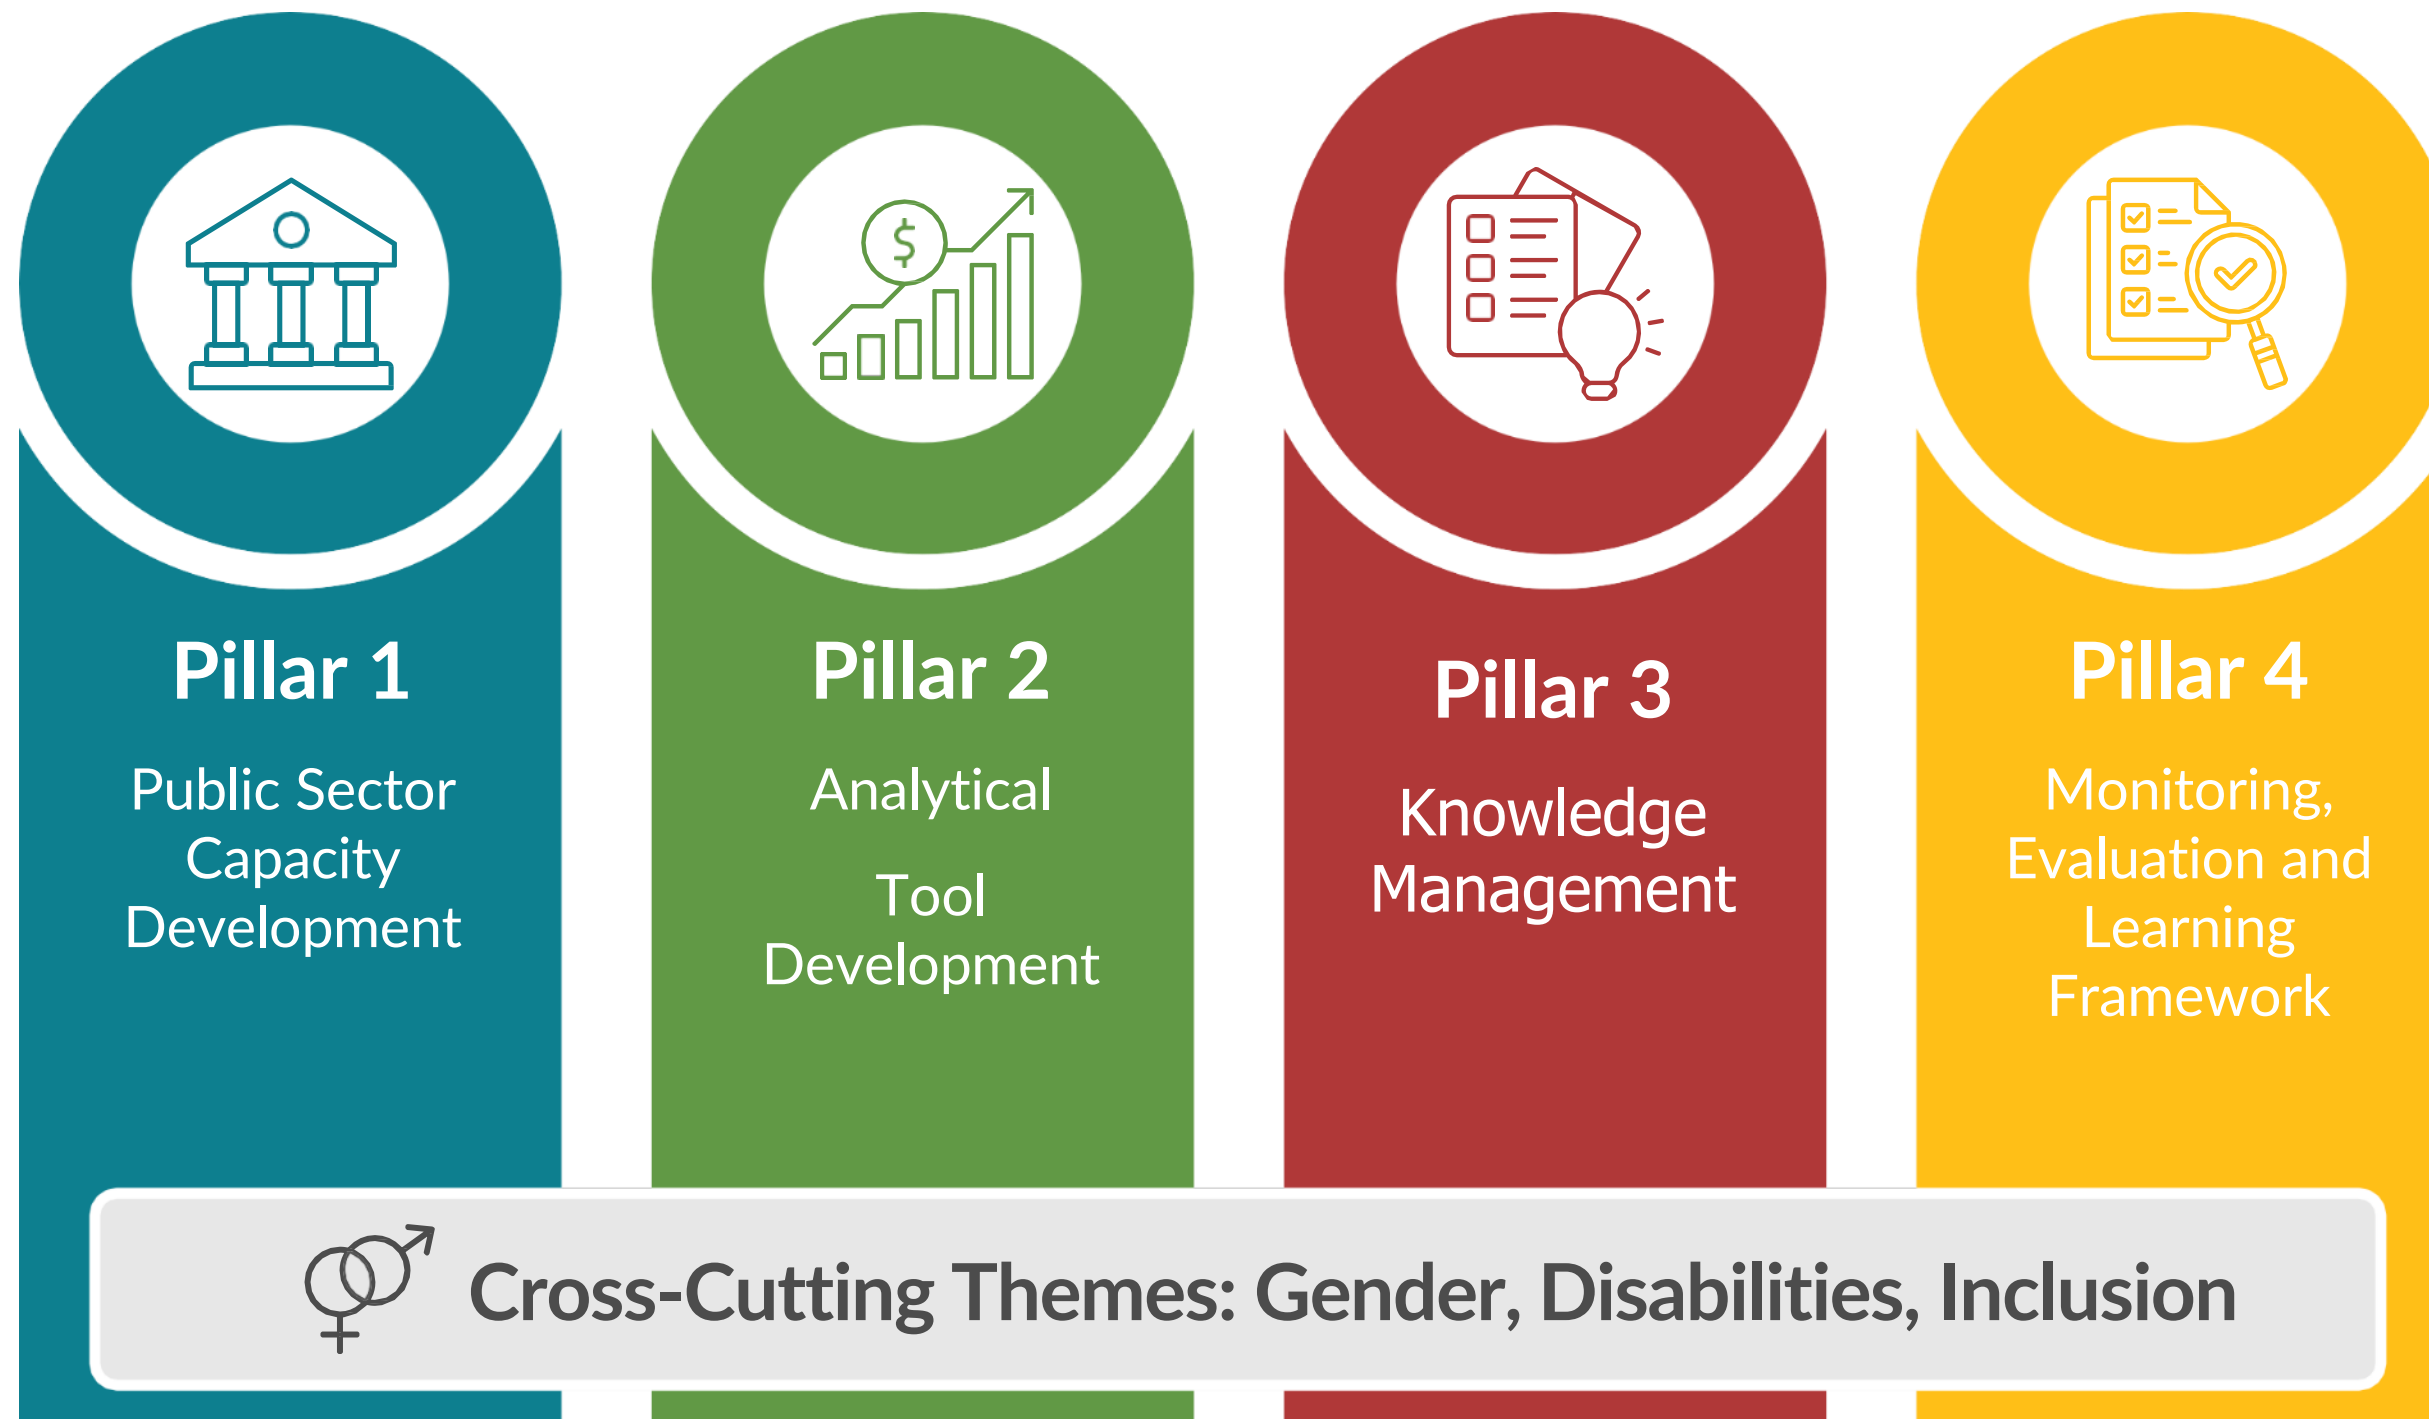 $
Pillar 1
Public Sector
Capacity
Development
Pillar 2
Analytical
Tool
Development
Pillar 3
Knowledge
Management
Pillar 4
Monitoring,
Evaluation and
Learning
Framework
Cross-Cutting Themes: Gender, Disabilities, Inclusion